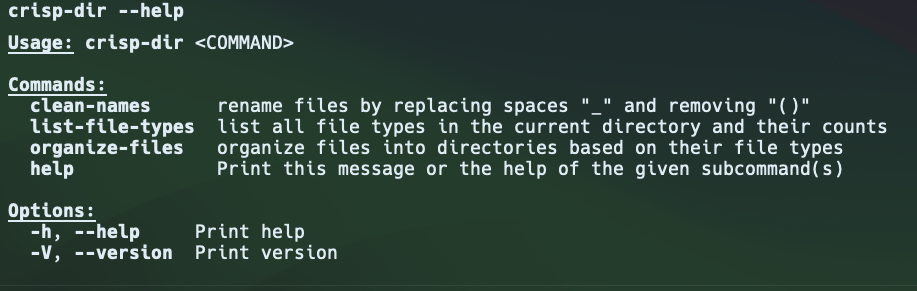 crisp-dir --help
Usage: crisp-dir <COMMAND>
Commands:
clean-names rename files by replacing spaces "_" and removing "()"
list-file-types list all file types in the current directory and their counts
organize-files organize files into directories based on their file types
help Print this message or the help of the given subcommand(s)
Options:
-h, --help Print help
-V, --version Print version